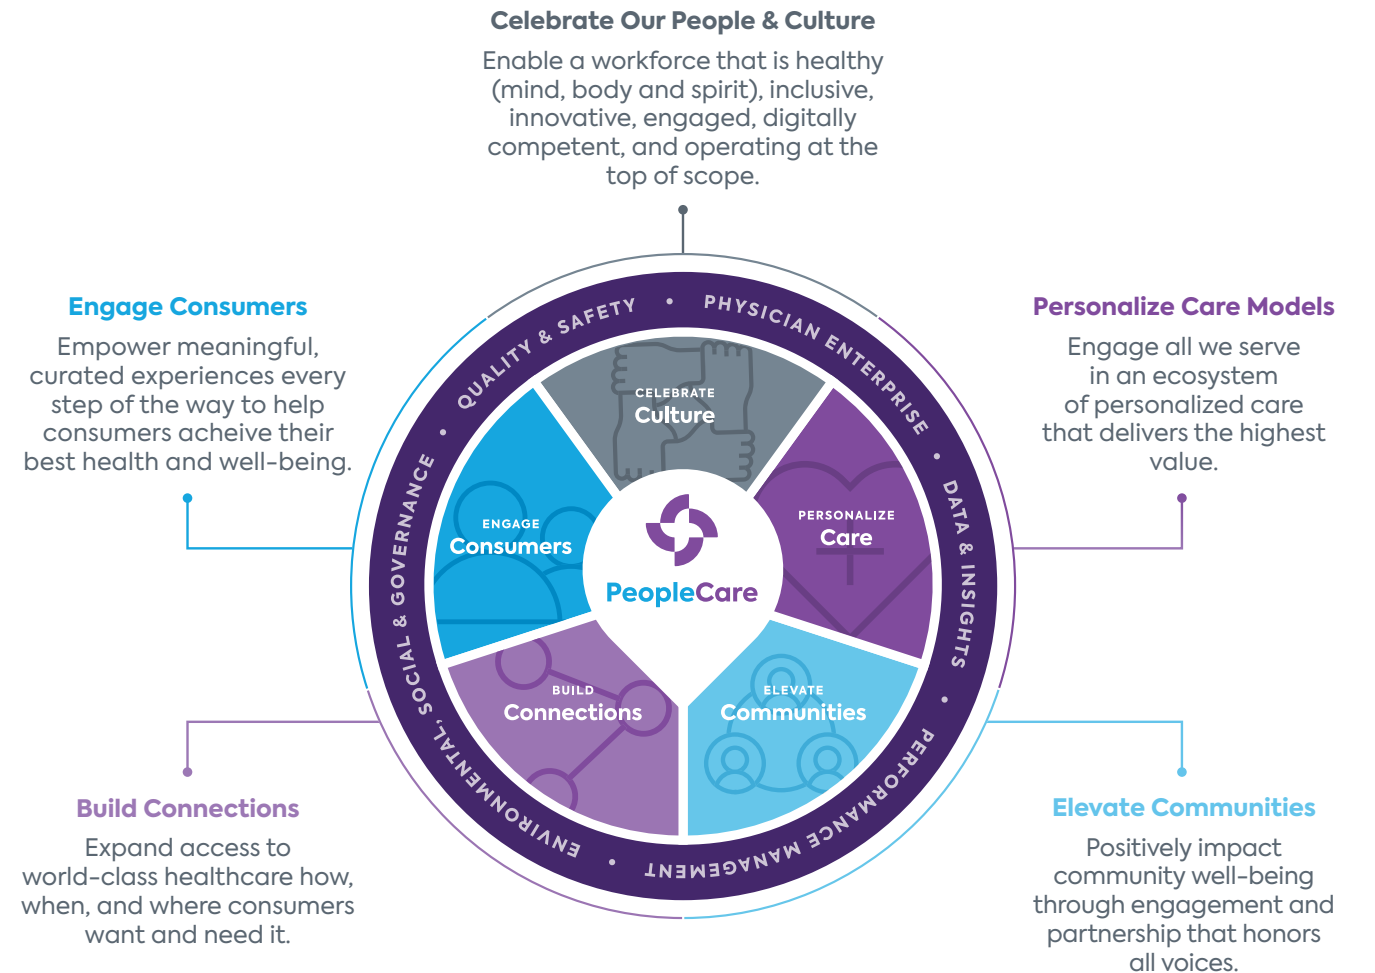 Celebrate Our People & Culture
Enable a workforce that is healthy
(mind, body and spirit), inclusive,
innovative, engaged, digitally
competent, and operating at the
top of scope.
Engage Consumers
Empower meaningful,
curated experiences every
step of the way to help
consumers acheive their
best health and well-being.
Personalize Care Models
Engage all we serve
in an ecosystem
of personalized care
that delivers the highest
value.
QUALITY & SAFETY • PHYSICIAN ENTERPRISE • DATA & INSIGHTS • PERFORMANCE MANAGEMENT • ENVIRONMENTAL, SOCIAL & GOVERNANCE •
CELEBRATE
Culture
ENGAGE
Consumers
PERSONALIZE
Care
PeopleCare
BUILD
Connections
ELEVATE
Communities
Build Connections
Expand access to
world-class healthcare how,
when, and where consumers
want and need it.
Elevate Communities
Positively impact
community well-being
through engagement and
partnership that honors
all voices.